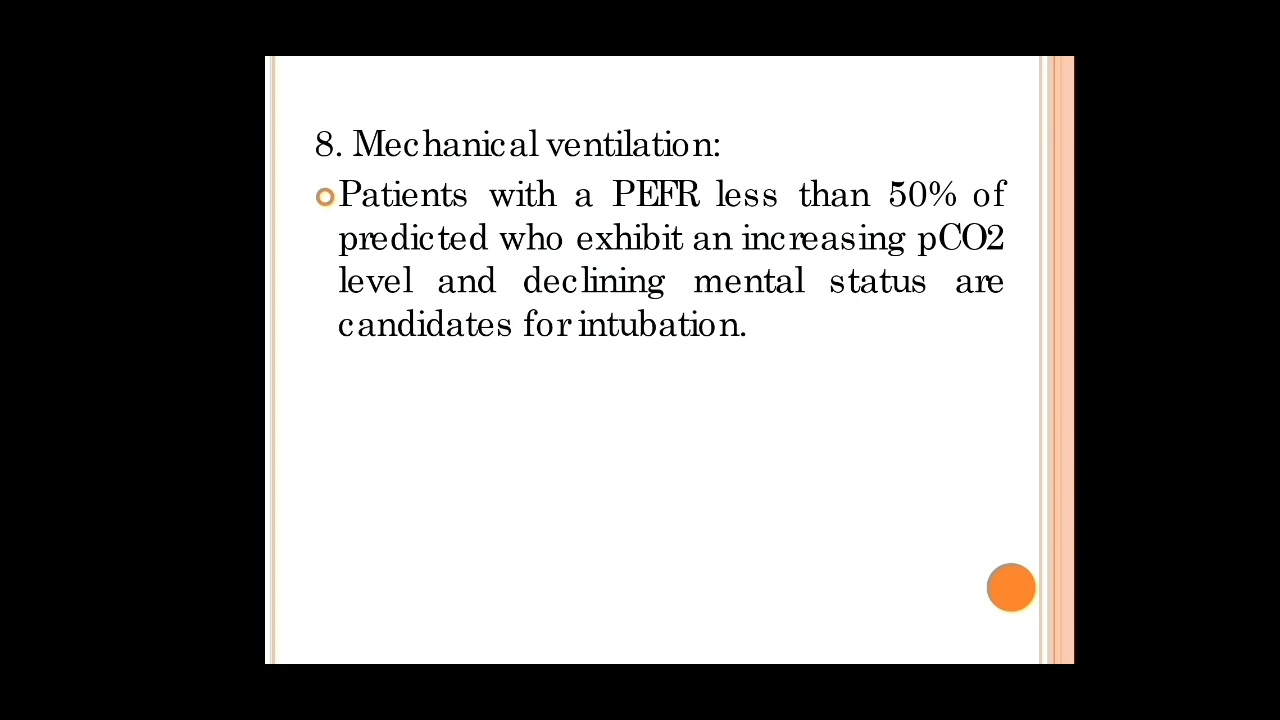 8. Mechanical ventilation:
Patients with a PEFR less than 50% of
predicted who exhibit an increasing pCO2
level and declining mental status are
candidates for intubation.